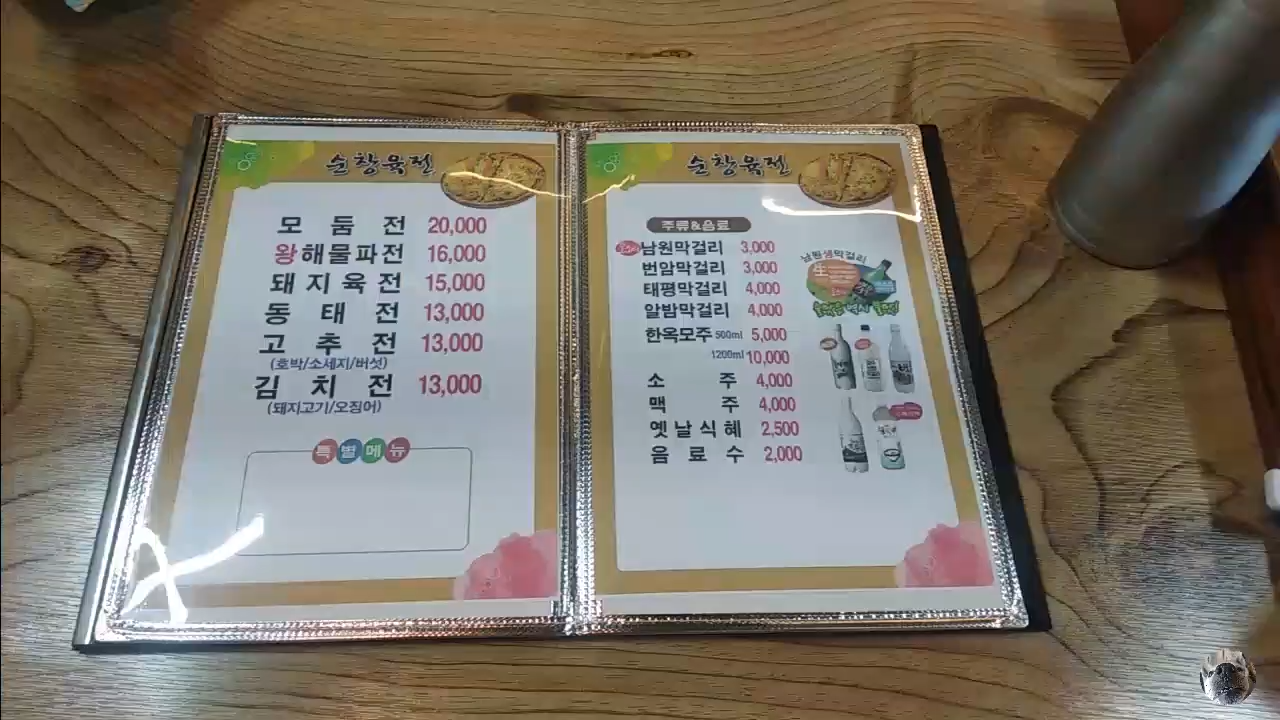 순창육전
모둠전 20,000
왕해물파전 16,000
돼지육전 15,000
동태전 13,000
고추전 13,000
(호박/소세지/버섯)
김치전 13,000
(돼지고기/오징어)
특별메뉴
순창육전
주류&음료
남원막걸리 3,000
번암막걸리 3,000
태평막걸리 4,000
알밤막걸리 4,000
한옥모주 500ml 5,000
1200ml 10,000
소주 4,000
맥주 4,000
옛날식혜 2,500
음료수 2,000
남원생막걸리
生